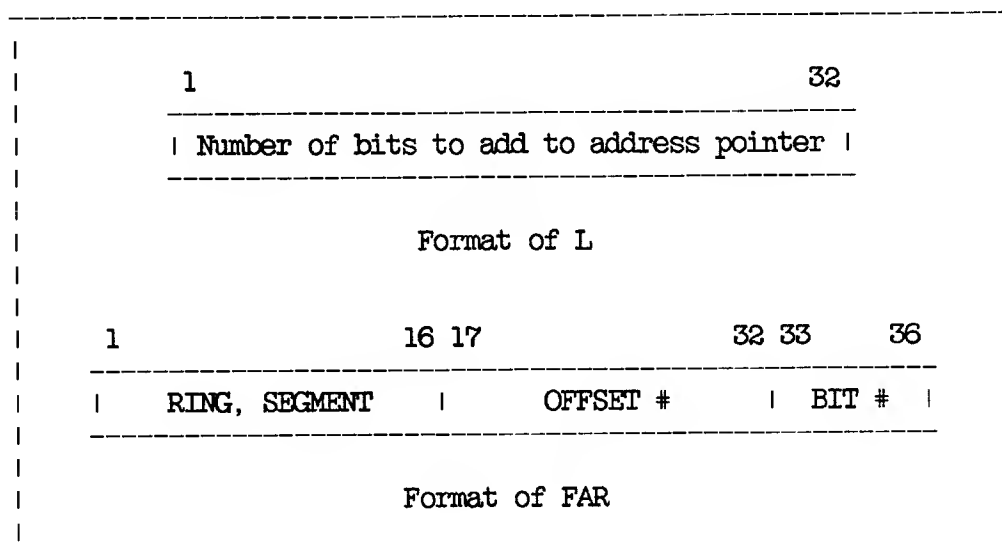 1 32
Number of bits to add to address pointer
Format of L
1 16 17 32 33 36
RING, SEGMENT OFFSET # BIT #
Format of FAR